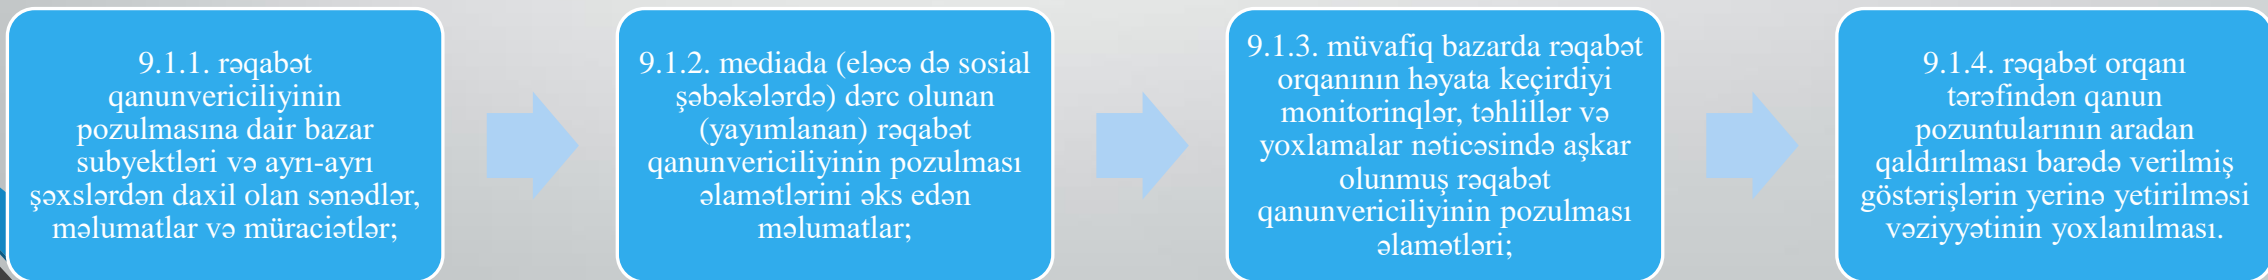 9.1.1. rəqabət
qanunvericiliyinin
pozulmasına dair bazar
subyektləri və ayrı-ayrı
şəxslərdən daxil olan sənədlər,
məlumatlar və müraciətlər;
9.1.2. mediada (eləcə də sosial
şəbəkələrdə) dərc olunan
(yayımlanan) rəqabət
qanunvericiliyinin pozulması
əlamətlərini əks edən
məlumatlar;
9.1.3. müvafiq bazarda rəqabət
orqanının həyata keçirdiyi
monitorinqlər, təhlillər və
yoxlamalar nəticəsində aşkar
olunmuş rəqabət
qanunvericiliyinin pozulması
əlamətləri;
9.1.4. rəqabət orqanı
tərəfindən qanun
pozuntularının aradan
qaldırılması barədə verilmiş
göstərişlərin yerinə yetirilməsi
vəziyyətinin yoxlanılması.